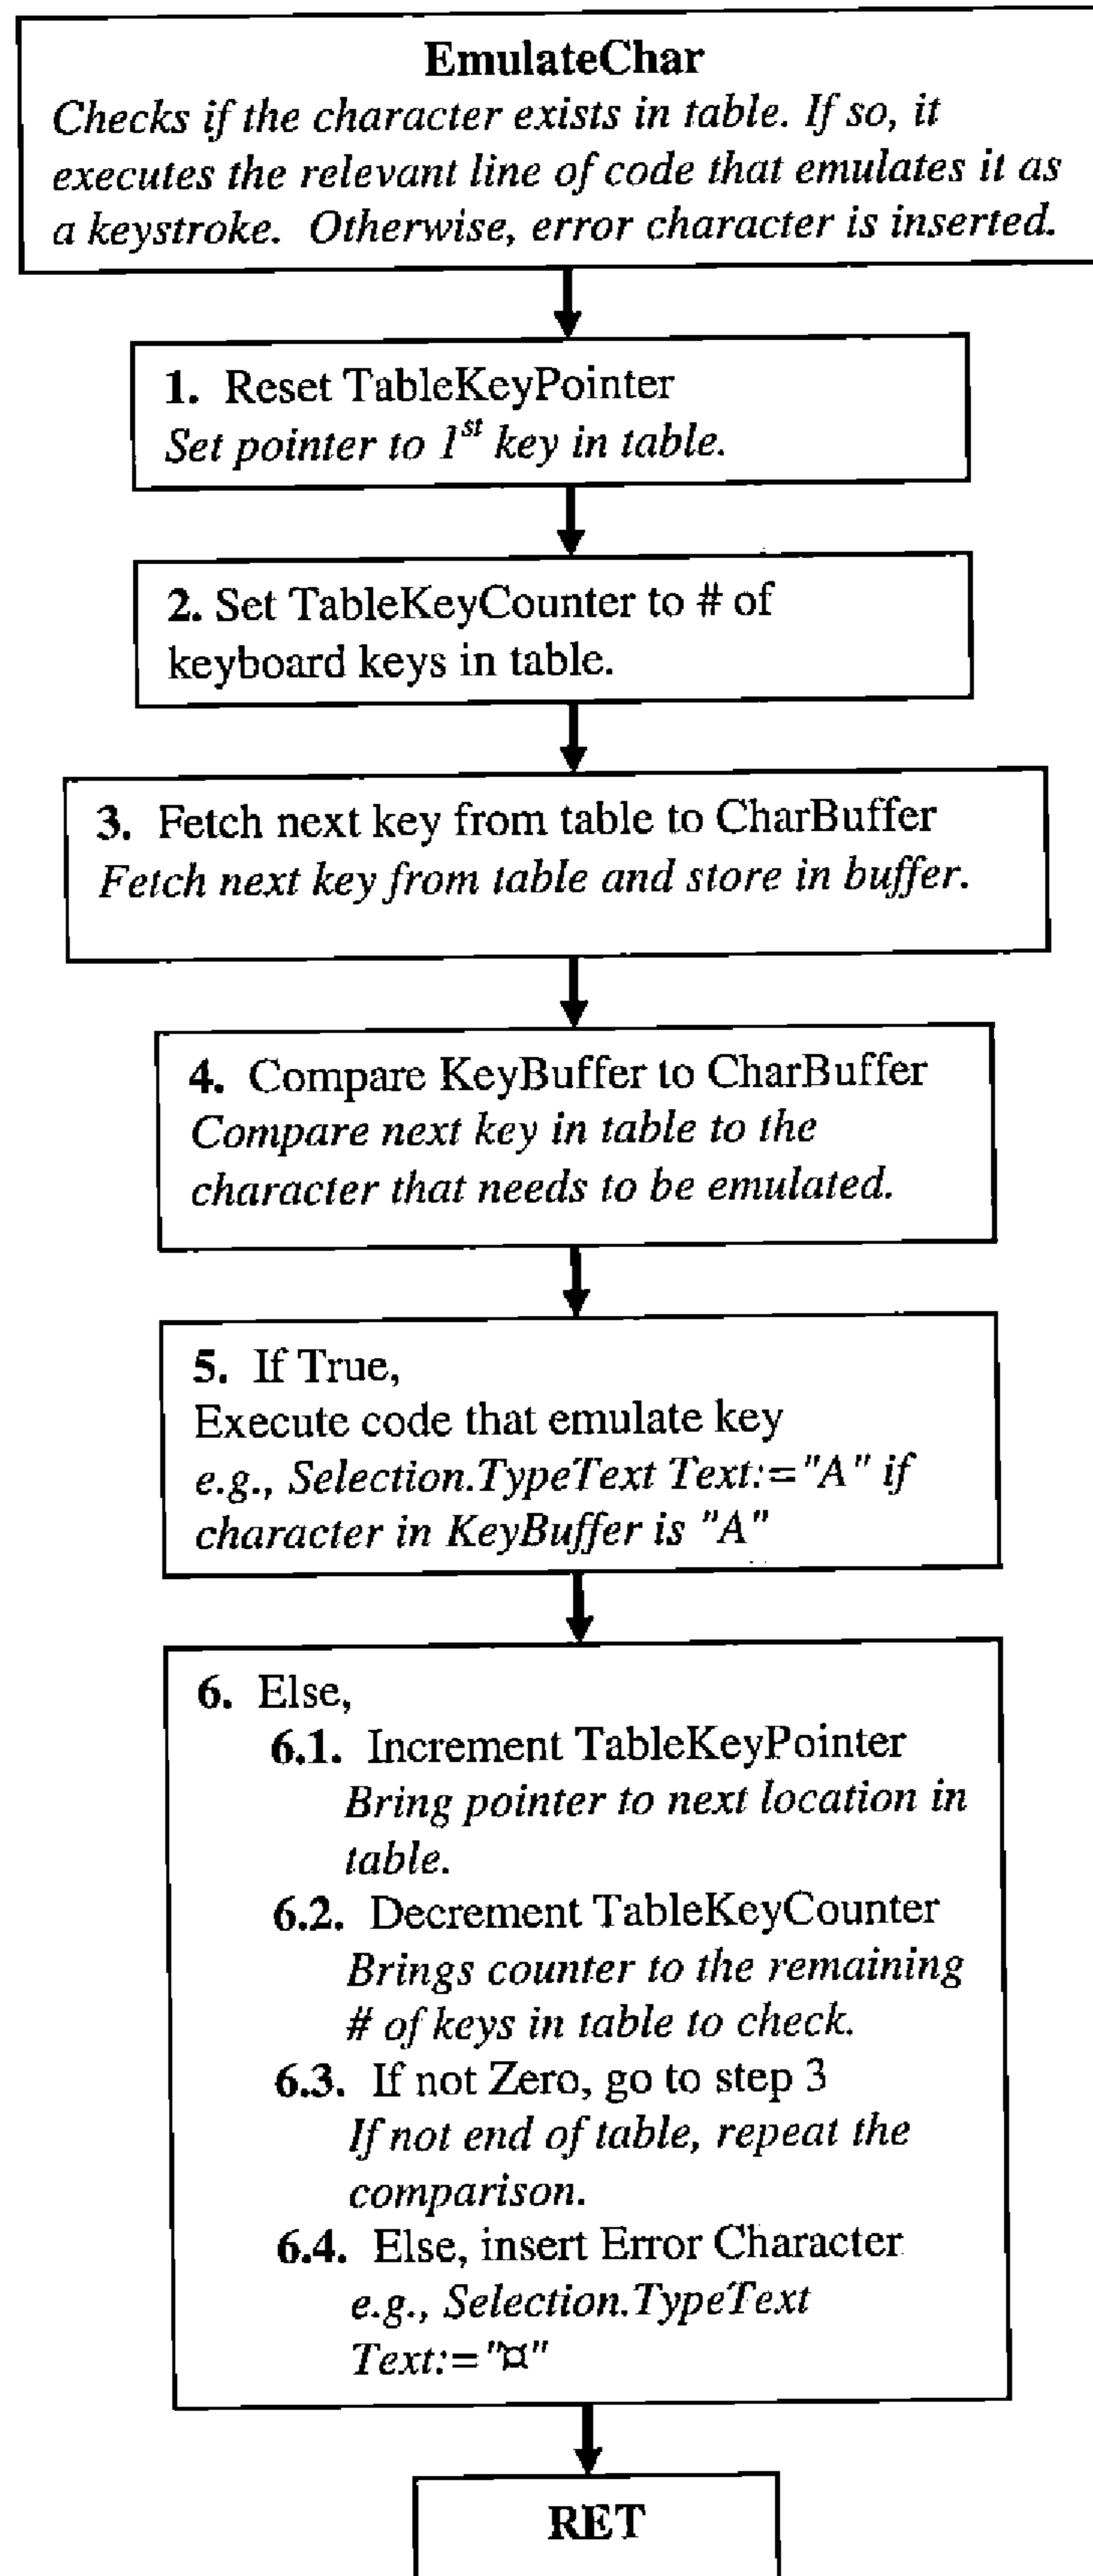 EmulateChar
Checks if the character exists in table. If so, it
executes the relevant line of code that emulates it as
a keystroke. Otherwise, error character is inserted.
1. Reset TableKeyPointer
Set pointer to 1st key in table.
2. Set TableKeyCounter to # of
keyboard keys in table.
3. Fetch next key from table to CharBuffer
Fetch next key from table and store in buffer.
4. Compare KeyBuffer to CharBuffer
Compare next key in table to the
character that needs to be emulated.
5. If True,
Execute code that emulate key
e.g., Selection.TypeText Text:="A" if
character in KeyBuffer is "A"
6. Else,
6.1. Increment TableKeyPointer
Bring pointer to next location in
table.
6.2. Decrement TableKeyCounter
Brings counter to the remaining
# of keys in table to check.
6.3. If not Zero, go to step 3
If not end of table, repeat the
comparison.
6.4. Else, insert Error Character
e.g., Selection.TypeText
Text:="¤"
RET